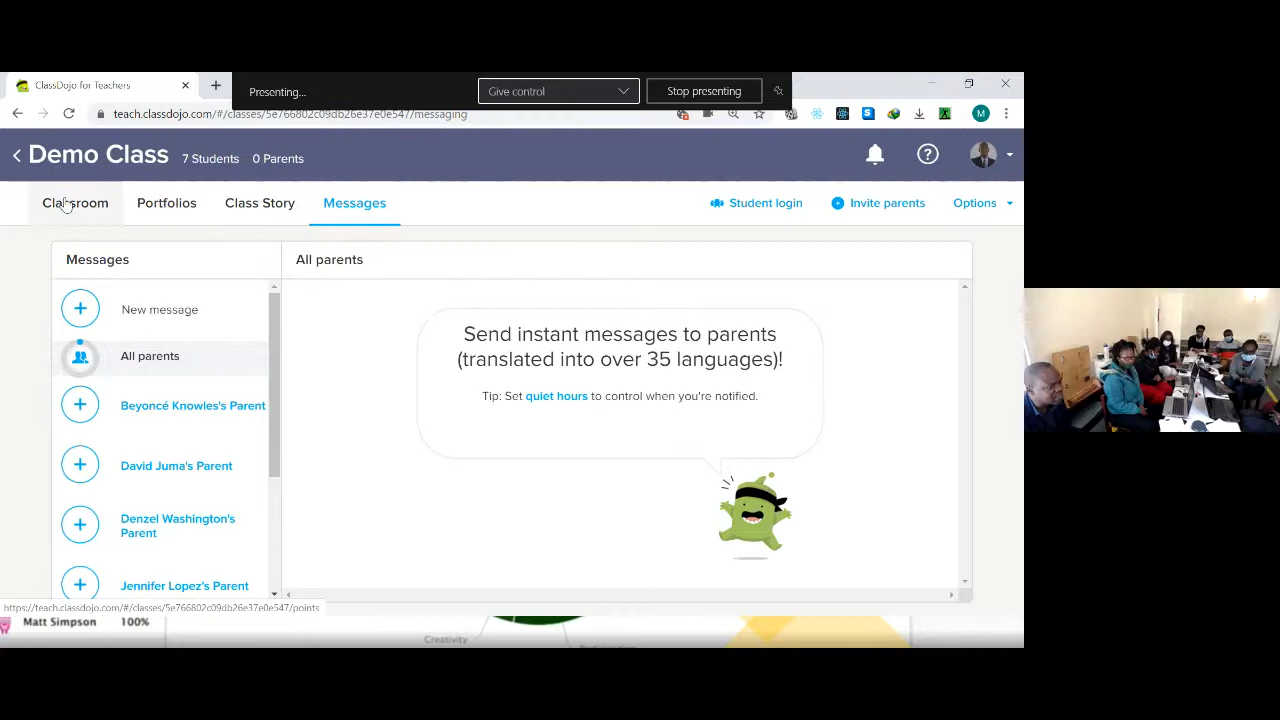 ClassDojo for Teachers
Presenting...
Give control
Stop presenting
teach.classdojo.com/#/classes/5e766802c09db26e37e0e547/messaging
M
Demo Class
7 Students
0 Parents
Classroom
Portfolios
Class Story
Messages
Student login
Invite parents
Options
Messages
All parents
New message
All parents
Beyoncé Knowles's Parent
David Juma's Parent
Denzel Washington's
Parent
Jennifer Lopez's Parent
Send instant messages to parents
(translated into over 35 languages)!
Tip: Set quiet hours to control when you're notified.
https://teach.classdojo.com/#/classes/5e766802c09db26e37e0e547/points
Matt Simpson
100%
Creativity